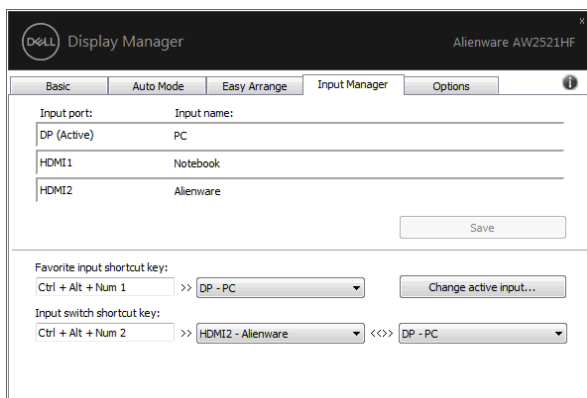 DELL Display Manager Alienware AW2521HF x
Basic Auto Mode Easy Arrange Input Manager Options i
Input port: Input name:
DP (Active) PC
HDMI1 Notebook
HDMI2 Alienware
Save
Favorite input shortcut key:
Ctrl + Alt + Num 1 >> DP - PC Change active input...
Input switch shortcut key:
Ctrl + Alt + Num 2 >> HDMI2 - Alienware <<>> DP - PC